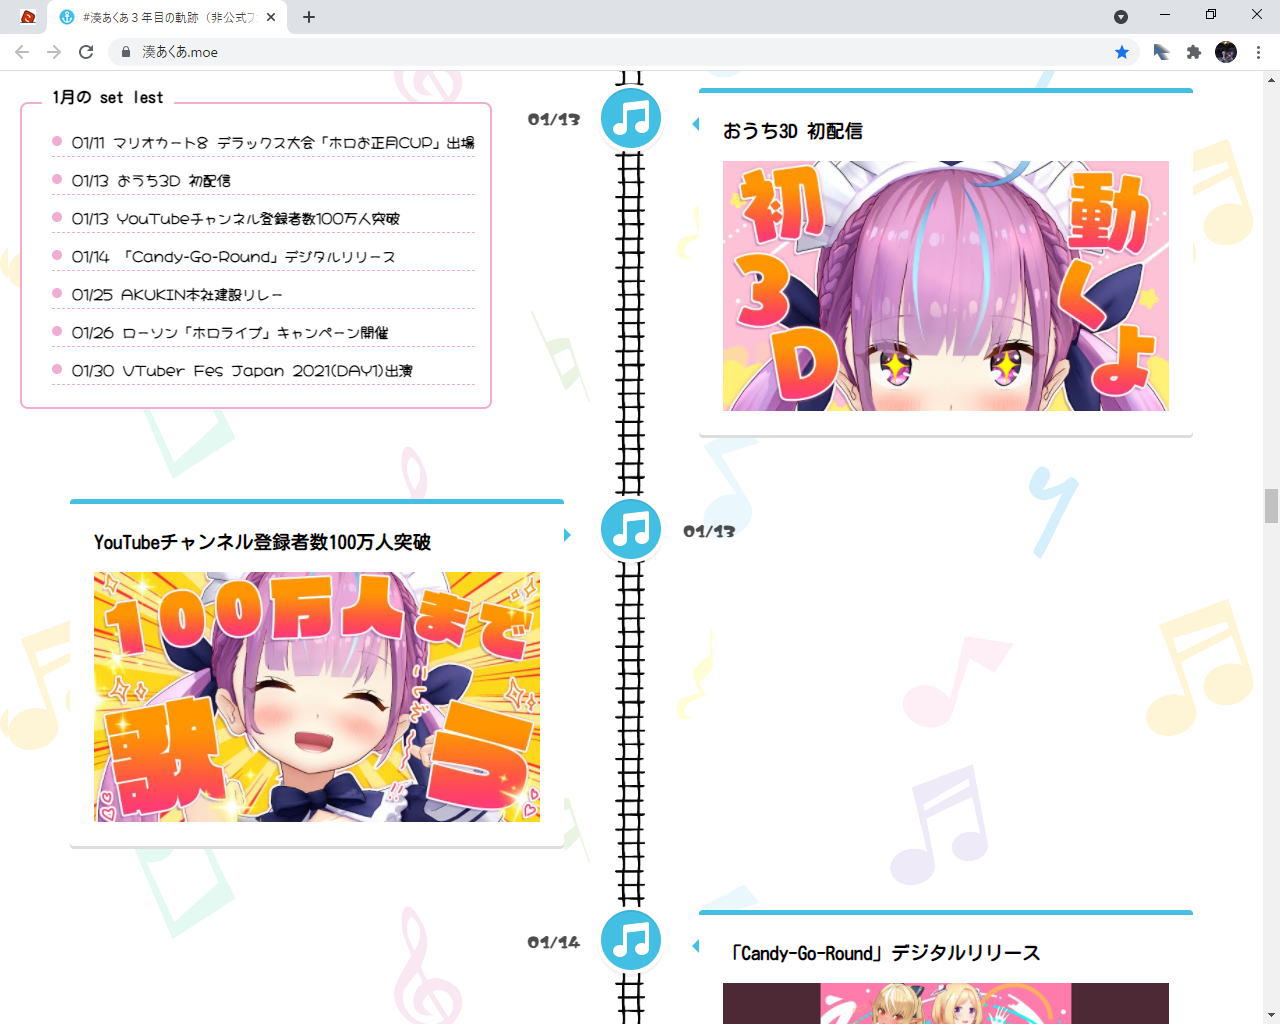 #湊あくあ３年目の軌跡（非公式フ
湊あくあ.moe
1月の set lest
01/11 マリオカート8 デラックス大会「ホロお正月CUP」出場
01/13 おうち3D 初配信
01/13 YouTubeチャンネル登録者数100万人突破
01/14 「Candy-Go-Round」デジタルリリース
01/25 AKUKIN本社建設リレー
01/26 ローソン「ホロライブ」キャンペーン開催
01/30 VTuber Fes Japan 2021(DAY1)出演
01/13
おうち3D 初配信
初3D
動くよ
YouTubeチャンネル登録者数100万人突破
100万人まで
歌う
01/13
01/14
「Candy-Go-Round」デジタルリリース